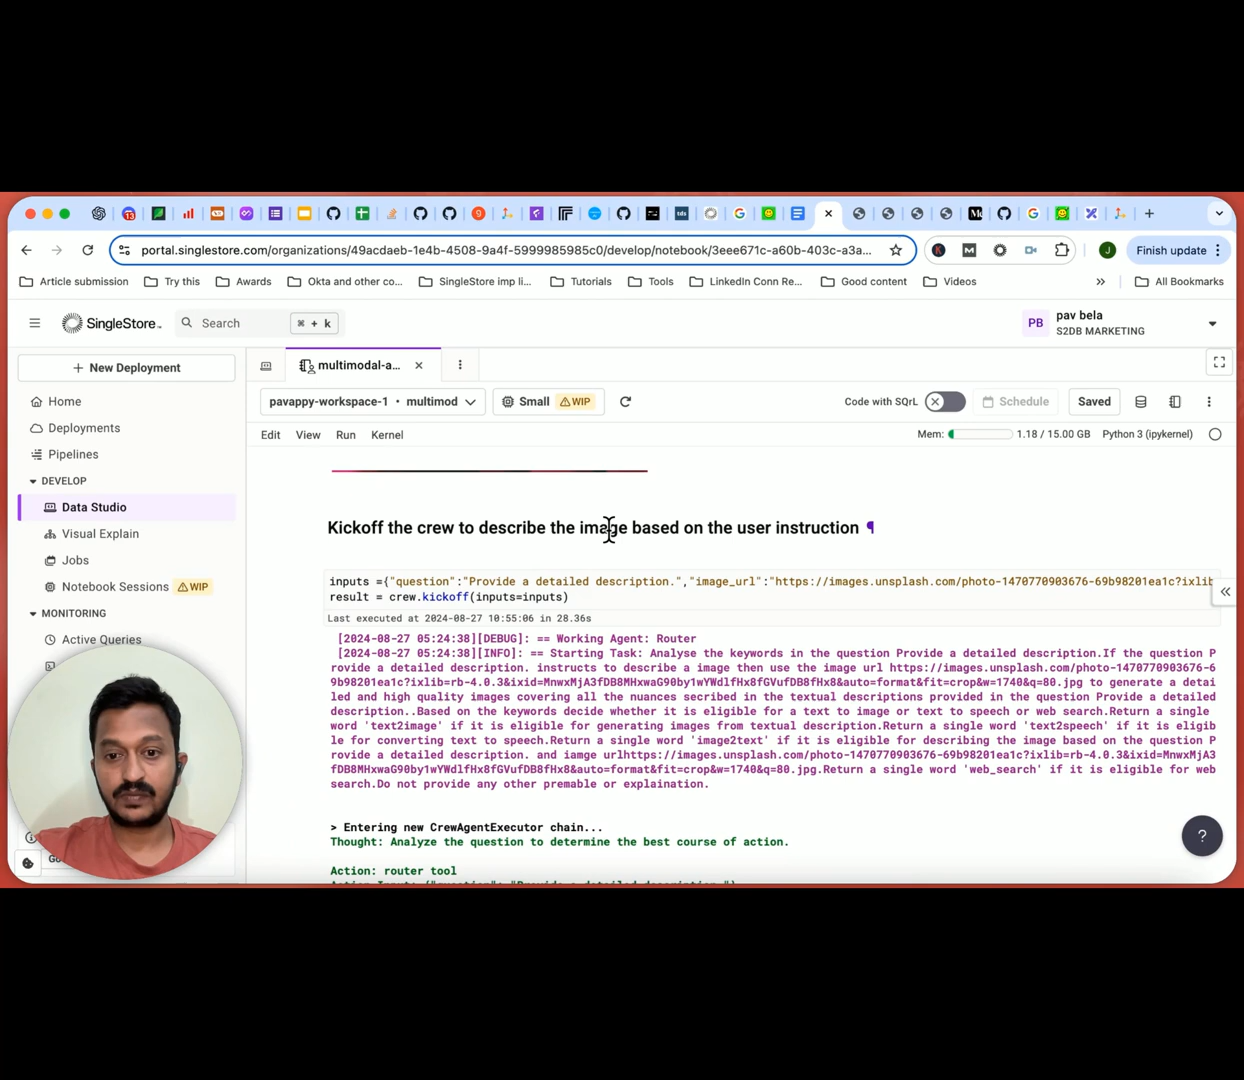 13
portal.singlestore.com/organizations/49acdaeb-1e4b-4508-9a4f-5999985985c0/develop/notebook/3eee671c-a60b-403c-a3a...
J
Finish update
Article submission
Try this
Awards
Okta and other co...
SingleStore imp li...
Tutorials
Tools
LinkedIn Conn Re...
Good content
Videos
»
All Bookmarks
SingleStore
Search
⌘ + k
PB
pav bela
S2DB MARKETING
+ New Deployment
multimodal-a...
pavappy-workspace-1 • multimod
Small
WIP
Code with SQrL
Schedule
Saved
Home
Deployments
Pipelines
DEVELOP
Data Studio
Visual Explain
Jobs
Notebook Sessions
WIP
MONITORING
Active Queries
Edit
View
Run
Kernel
Mem:
1.18 / 15.00 GB
Python 3 (ipykernel)
Kickoff the crew to describe the image based on the user instruction ¶
inputs ={"question":"Provide a detailed description.","image_url":"https://images.unsplash.com/photo-1470770903676-69b98201ea1c?ixlib
result = crew.kickoff(inputs=inputs)
Last executed at 2024-08-27 10:55:06 in 28.36s
[2024-08-27 05:24:38][DEBUG]: == Working Agent: Router
[2024-08-27 05:24:38][INFO]: == Starting Task: Analyse the keywords in the question Provide a detailed description.If the question P
rovide a detailed description. instructs to describe a image then use the image url https://images.unsplash.com/photo-1470770903676-6
9b98201ea1c?ixlib=rb-4.0.3&ixid=MnwxMjA3fDB8MHxwaG90by1wYWdlfHx8fGVufDB8fHx8&auto=format&fit=crop&w=1740&q=80.jpg to generate a detai
led and high quality images covering all the nuances secribed in the textual descriptions provided in the question Provide a detailed
description..Based on the keywords decide whether it is eligible for a text to image or text to speech or web search.Return a single
word 'text2image' if it is eligible for generating images from textual description.Return a single word 'text2speech' if it is eligib
le for converting text to speech.Return a single word 'image2text' if it is eligible for describing the image based on the question P
rovide a detailed description. and iamge urlhttps://images.unsplash.com/photo-1470770903676-69b98201ea1c?ixlib=rb-4.0.3&ixid=MnwxMjA3
fDB8MHxwaG90by1wYWdlfHx8fGVufDB8fHx8&auto=format&fit=crop&w=1740&q=80.jpg.Return a single word 'web_search' if it is eligible for web
search.Do not provide any other premable or explaination.
> Entering new CrewAgentExecutor chain...
Thought: Analyze the question to determine the best course of action.
Action: router tool
?